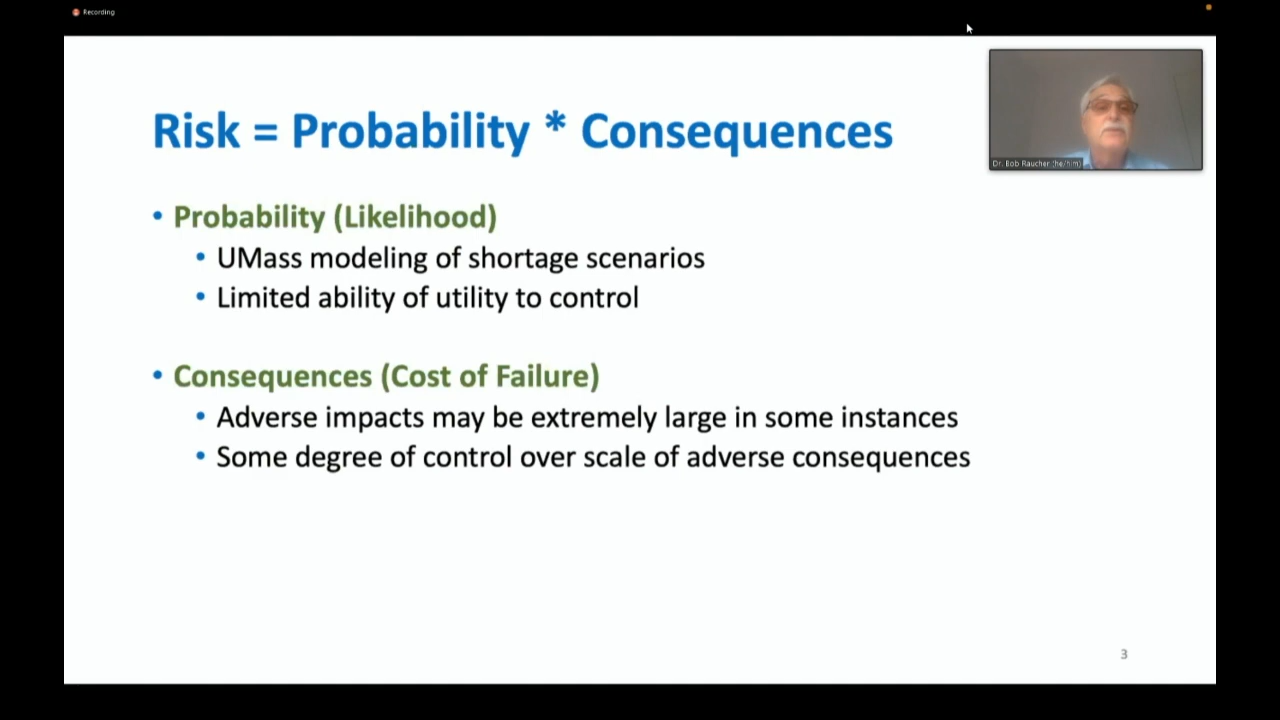 Recording
Risk = Probability * Consequences
Dr. Bob Raucher (he/him)
• Probability (Likelihood)
• UMass modeling of shortage scenarios
• Limited ability of utility to control
• Consequences (Cost of Failure)
• Adverse impacts may be extremely large in some instances
• Some degree of control over scale of adverse consequences
3